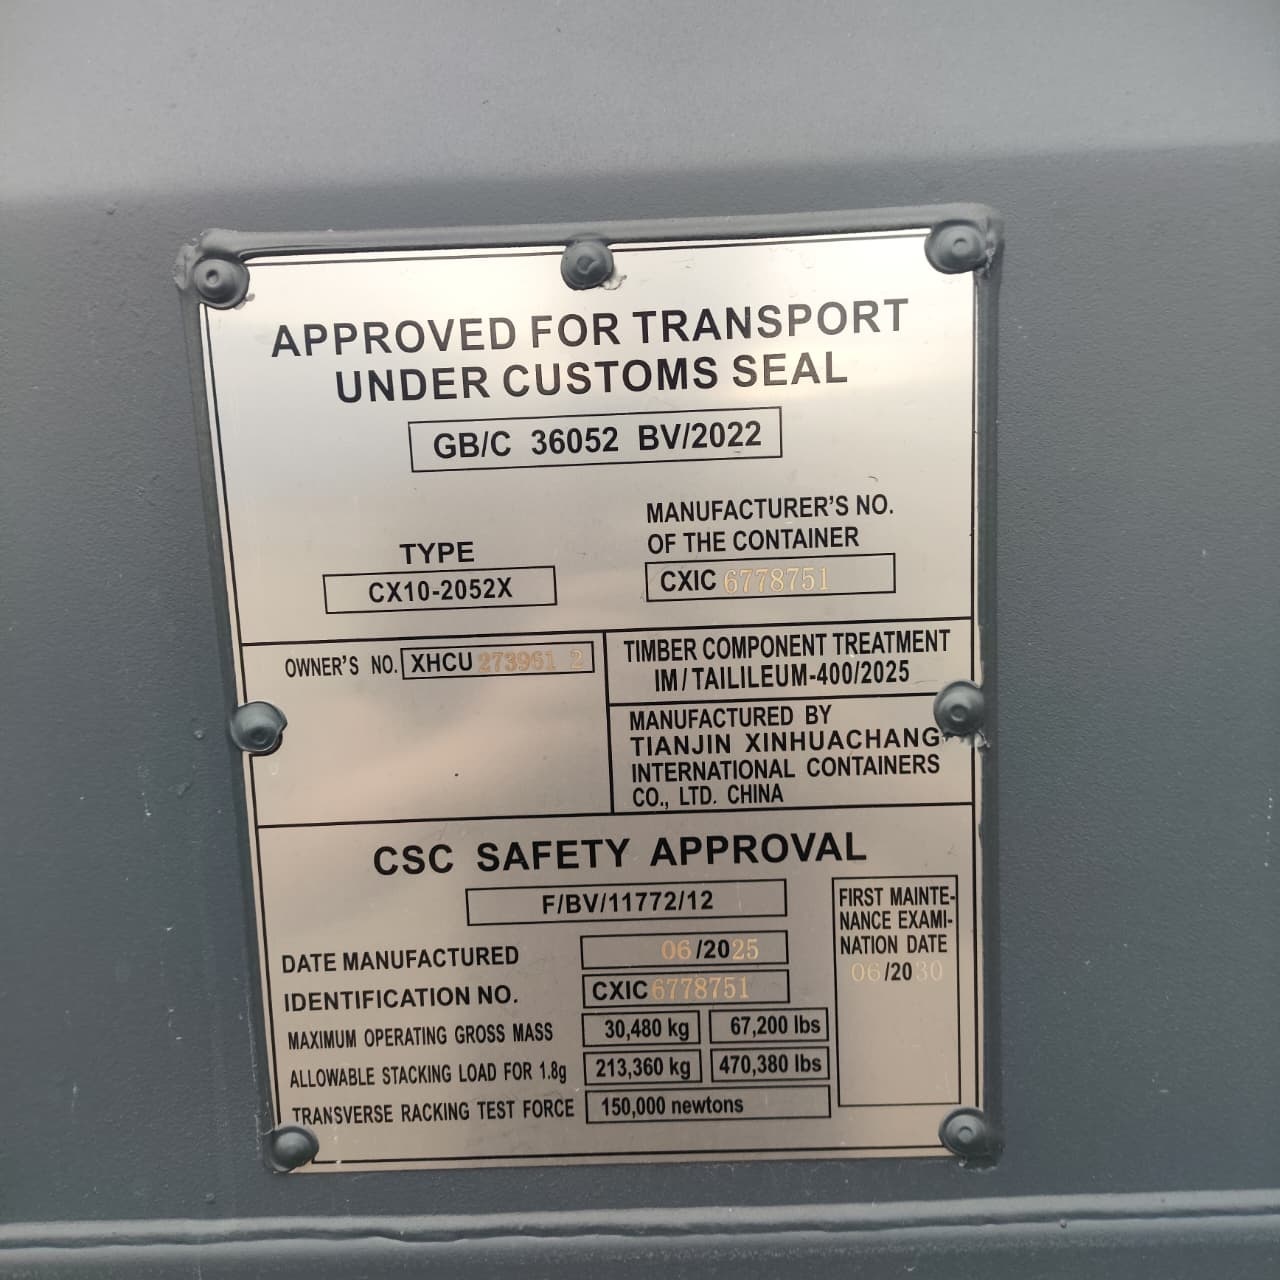 APPROVED FOR TRANSPORT
UNDER CUSTOMS SEAL
GB/C 36052 BV/2022
TYPE
CX10-2052X
MANUFACTURER'S NO.
OF THE CONTAINER
CXIC 6778751
OWNER'S NO. XHCU 273961 2
TIMBER COMPONENT TREATMENT
IM / TAILILEUM-400/2025
MANUFACTURED BY
TIANJIN XINHUACHANG
INTERNATIONAL CONTAINERS
CO., LTD. CHINA
CSC SAFETY APPROVAL
F/BV/11772/12
DATE MANUFACTURED 06/2025
IDENTIFICATION NO. CXIC 6778751
MAXIMUM OPERATING GROSS MASS 30,480 kg 67,200 lbs
ALLOWABLE STACKING LOAD FOR 1.8g 213,360 kg 470,380 lbs
TRANSVERSE RACKING TEST FORCE 150,000 newtons
FIRST MAINTE-
NANCE EXAMI-
NATION DATE
06/2030